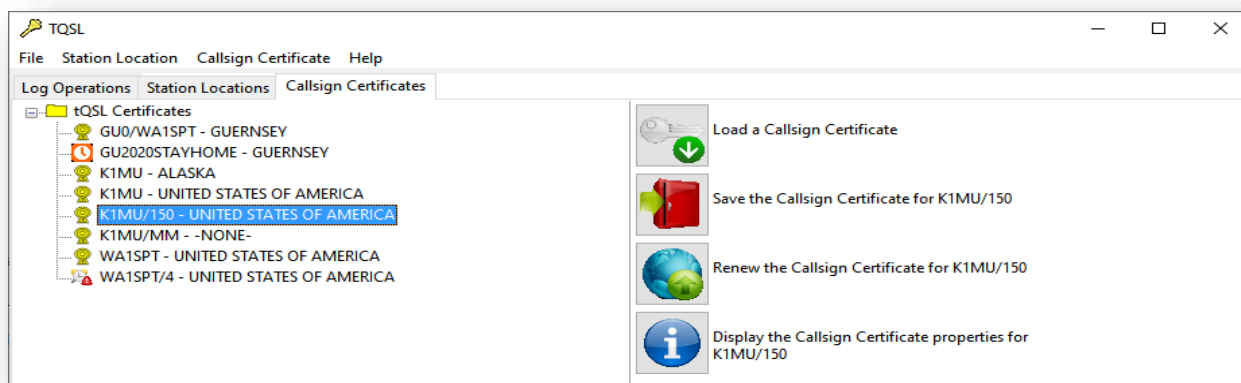 TQSL
File Station Location Callsign Certificate Help
Log Operations Station Locations Callsign Certificates
tQSL Certificates
GU0/WA1SPT - GUERNSEY
GU2020STAYHOME - GUERNSEY
K1MU - ALASKA
K1MU - UNITED STATES OF AMERICA
K1MU/150 - UNITED STATES OF AMERICA
K1MU/MM - -NONE-
WA1SPT - UNITED STATES OF AMERICA
WA1SPT/4 - UNITED STATES OF AMERICA
Load a Callsign Certificate
Save the Callsign Certificate for K1MU/150
Renew the Callsign Certificate for K1MU/150
Display the Callsign Certificate properties for
K1MU/150